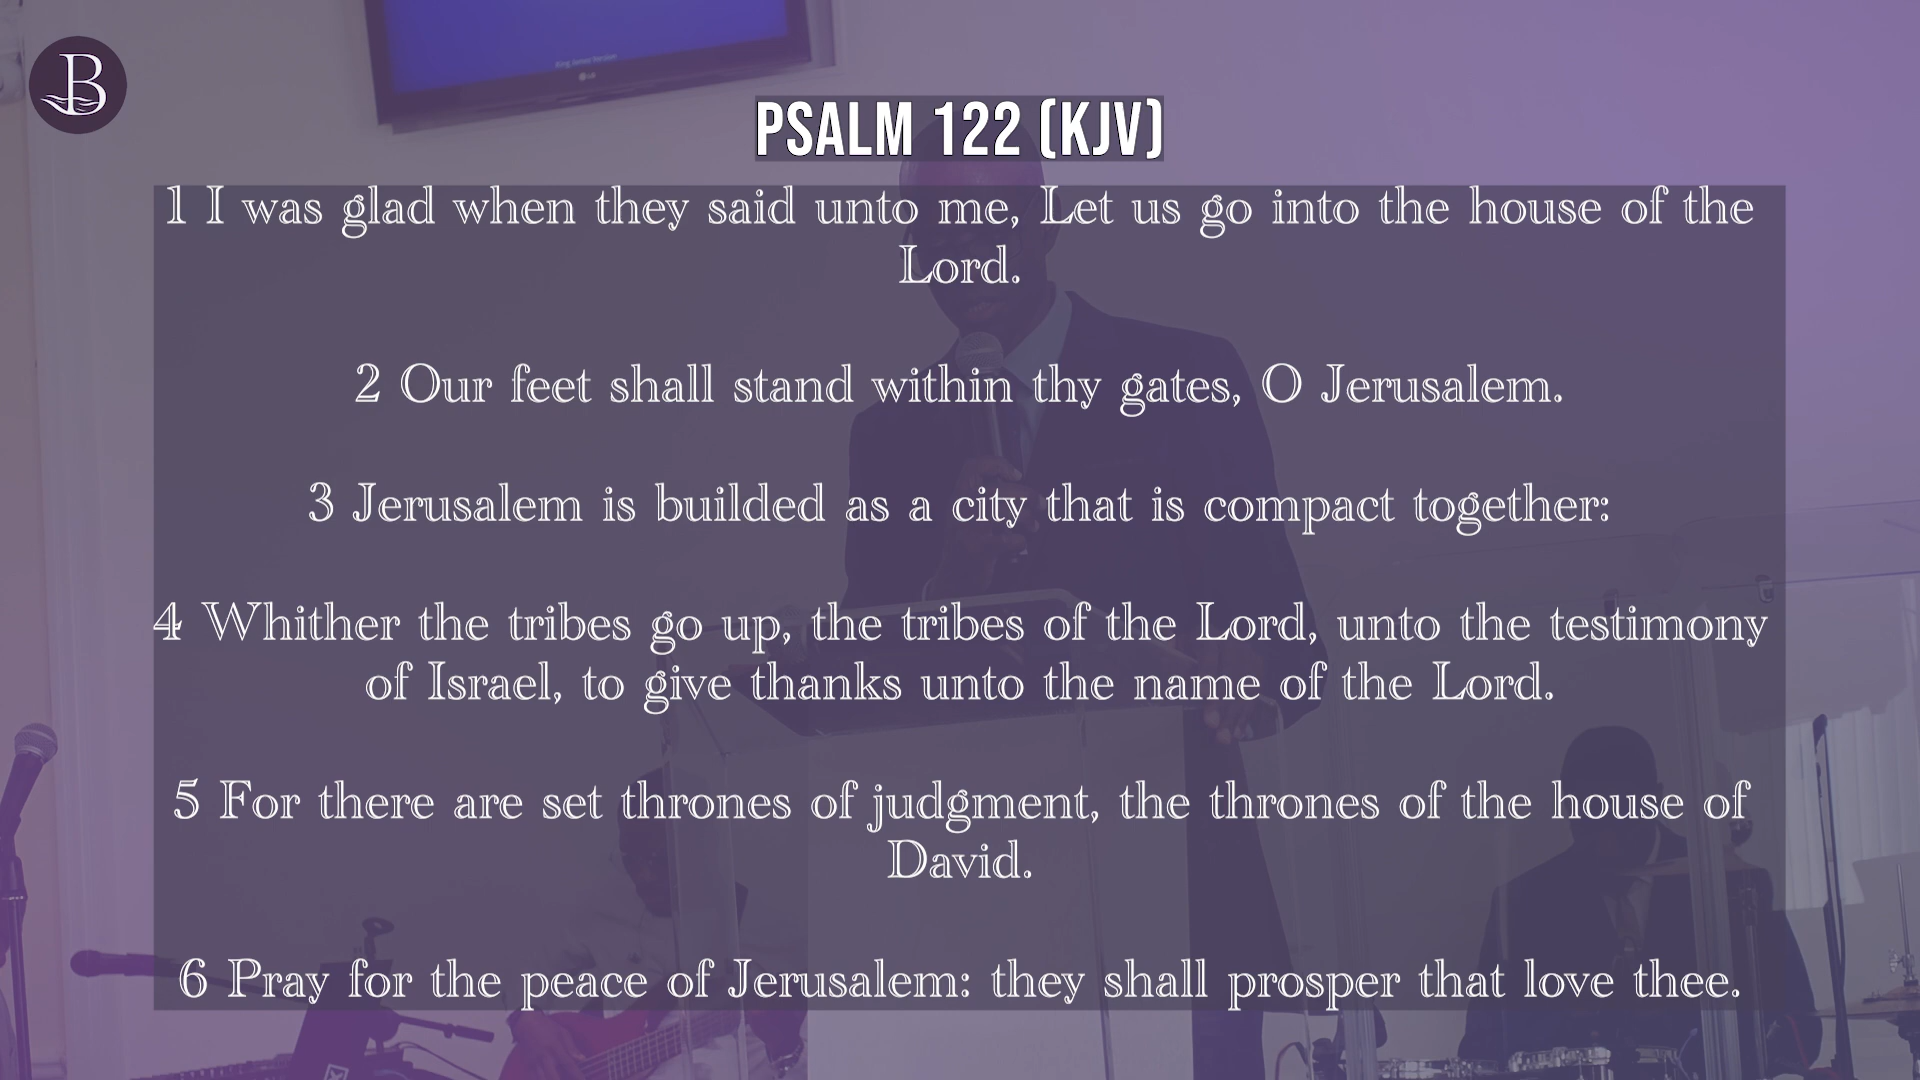 King James Version
LG
B
PSALM 122 (KJV)
1 I was glad when they said unto me, Let us go into the house of the
Lord.
2 Our feet shall stand within thy gates, O Jerusalem.
3 Jerusalem is builded as a city that is compact together:
4 Whither the tribes go up, the tribes of the Lord, unto the testimony
of Israel, to give thanks unto the name of the Lord.
5 For there are set thrones of judgment, the thrones of the house of
David.
6 Pray for the peace of Jerusalem: they shall prosper that love thee.